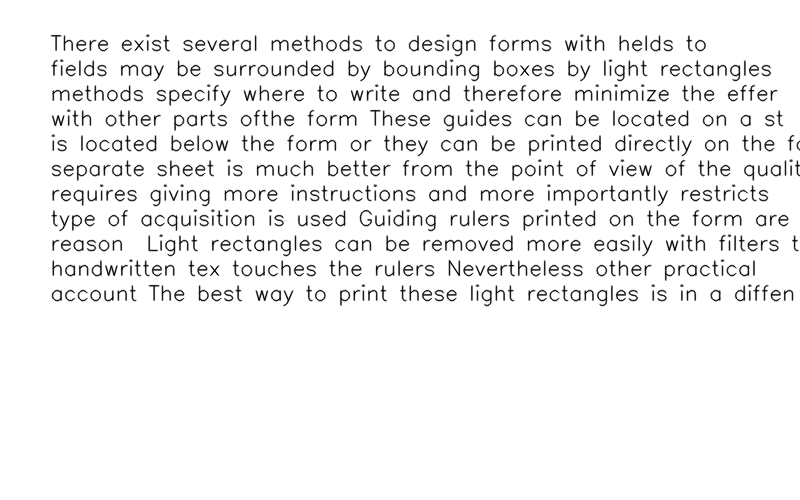 There exist several methods to design forms with helds to
fields may be surrounded by bounding boxes by light rectangles
methods specify where to write and therefore minimize the effer
with other parts ofthe form These guides can be located on a st
is located below the form or they can be printed directly on the fo
separate sheet is much better from the point of view of the qualit
requires giving more instructions and more importantly restricts
type of acquisition is used Guiding rulers printed on the form are
reason Light rectangles can be removed more easily with filters t
handwritten tex touches the rulers Nevertheless other practical
account The best way to print these light rectangles is in a diffen